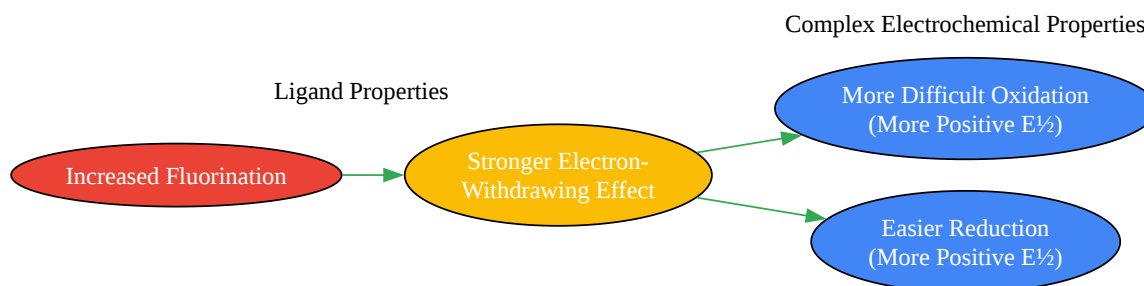 Complex Electrochemical Properties
Ligand Properties
More Difficult Oxidation
(More Positive E½)
Increased Fluorination
Stronger Electron-
Withdrawing Effect
Easier Reduction
(More Positive E½)